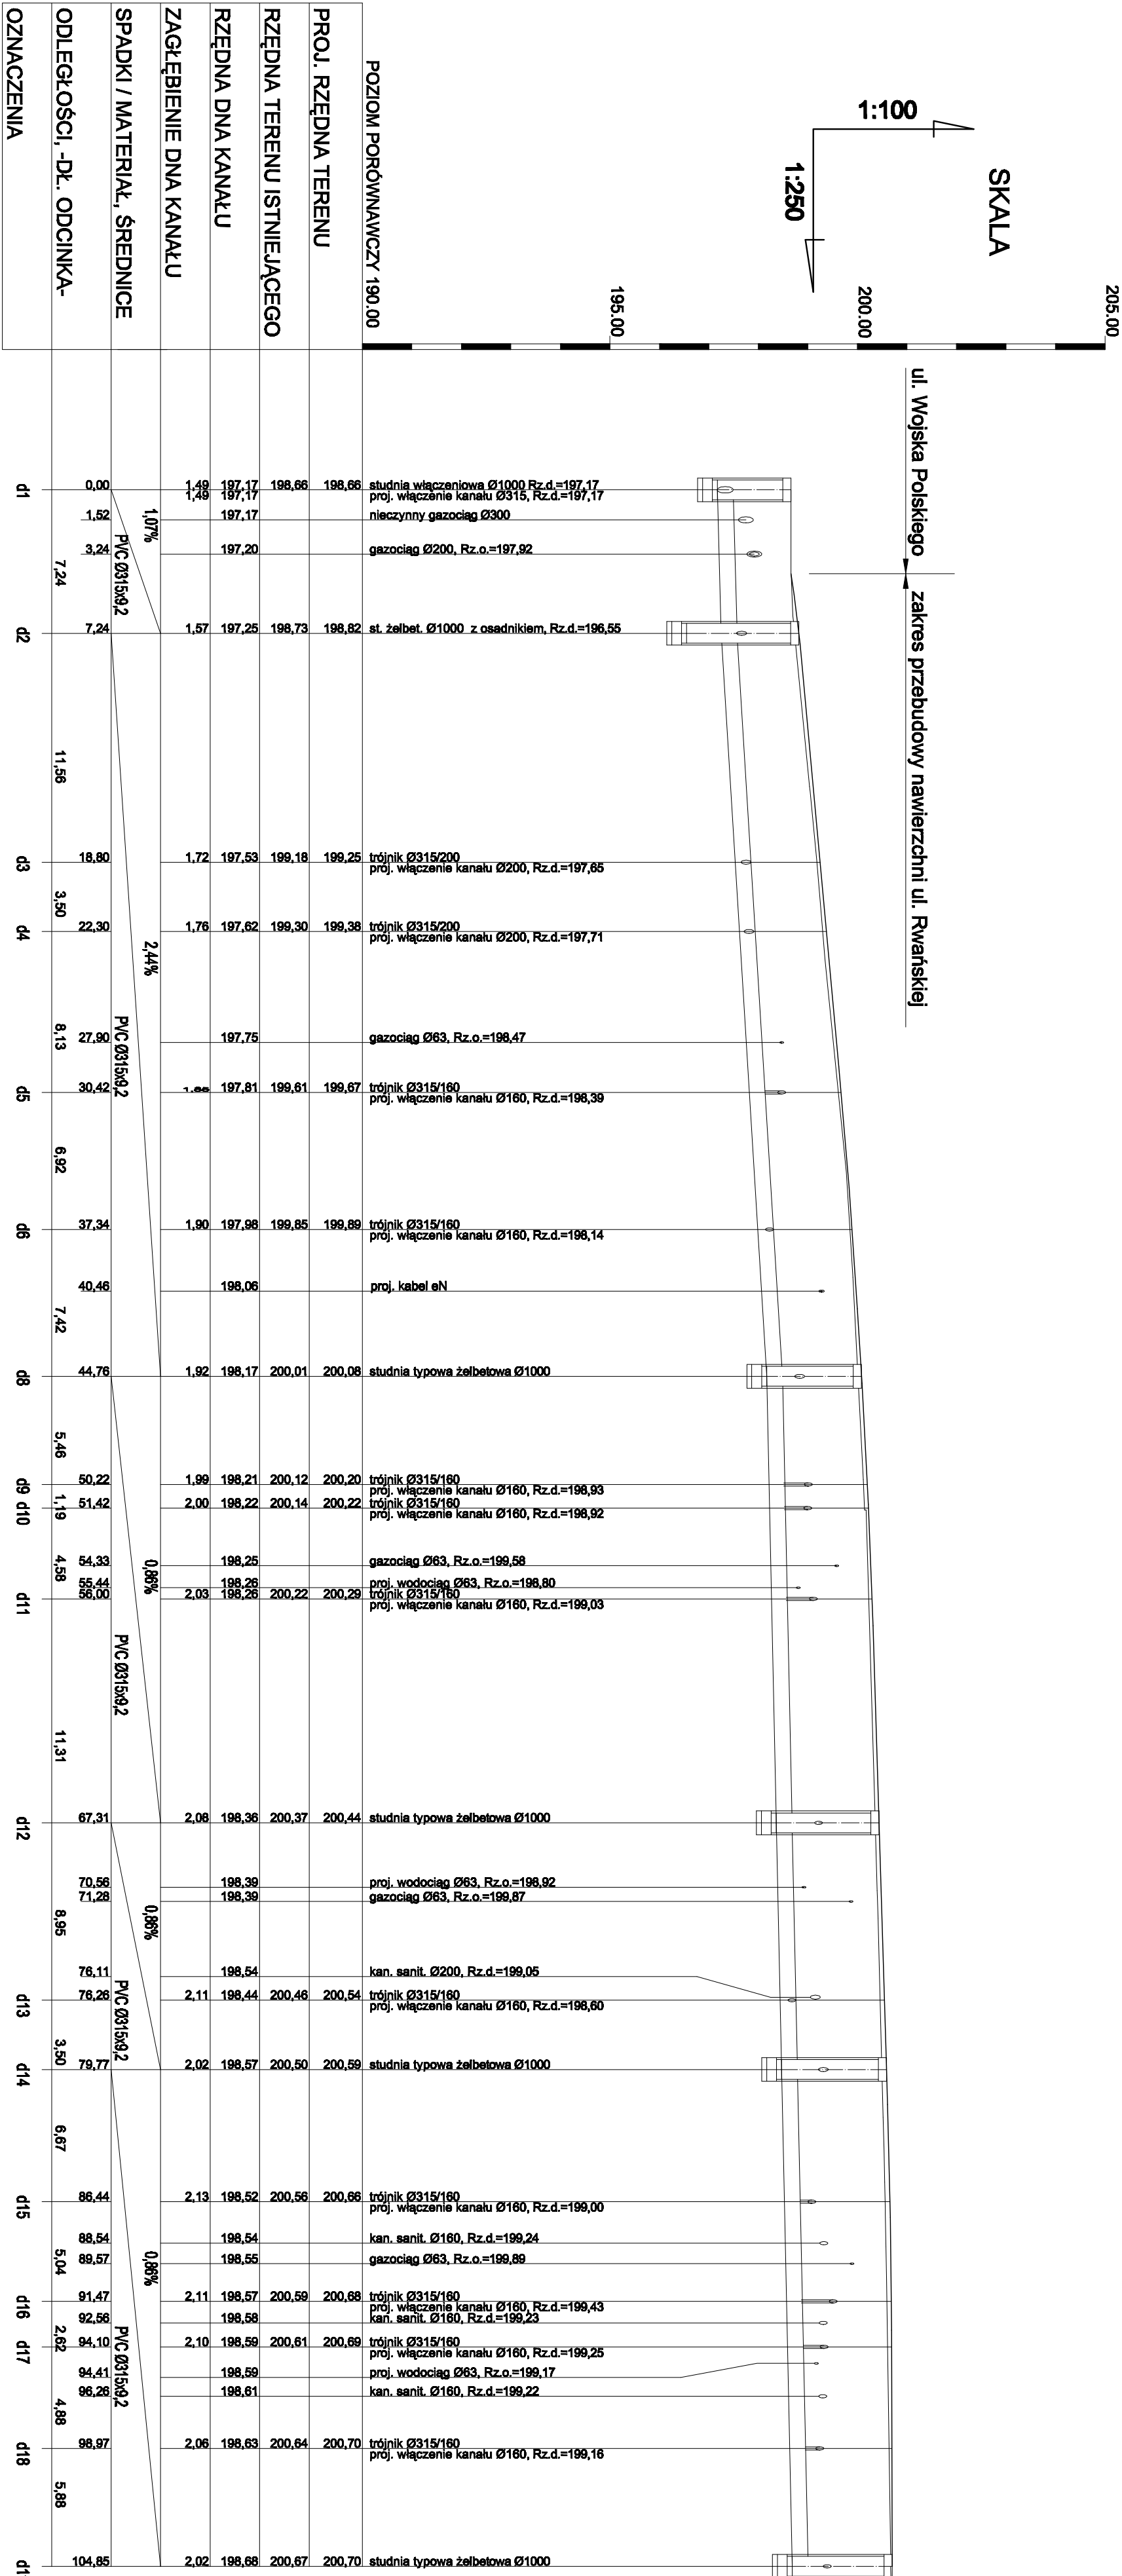 SKALA
1:100
1:250
205.00
200.00
195.00
POZIOM PORÓWNAWCZY 190.00
ul. Wojska Polskiego
zakres przebudowy nawierzchni ul. Rwańskiej
studnia włączeniowa Ø1000 Rz.d.=197,17
proj. włączenie kanału Ø315, Rz.d.=197,17
nieczynny gazociąg Ø300
gazociąg Ø200, Rz.o.=197,92
st. żelbet. Ø1000 z osadnikiem, Rz.d.=196,55
trójnik Ø315/200
proj. włączenie kanału Ø200, Rz.d.=197,65
trójnik Ø315/200
proj. włączenie kanału Ø200, Rz.d.=197,71
gazociąg Ø63, Rz.o.=198,47
trójnik Ø315/160
proj. włączenie kanału Ø160, Rz.d.=198,39
trójnik Ø315/160
proj. włączenie kanału Ø160, Rz.d.=198,14
proj. kabel eN
studnia typowa żelbetowa Ø1000
trójnik Ø315/160
proj. włączenie kanału Ø160, Rz.d.=198,93
trójnik Ø315/160
proj. włączenie kanału Ø160, Rz.d.=198,92
gazociąg Ø63, Rz.o.=199,58
proj. wodociąg Ø63, Rz.o.=198,80
trójnik Ø315/160
proj. włączenie kanału Ø160, Rz.d.=199,03
studnia typowa żelbetowa Ø1000
proj. wodociąg Ø63, Rz.o.=198,92
gazociąg Ø63, Rz.o.=199,87
kan. sanit. Ø200, Rz.d.=199,05
trójnik Ø315/160
proj. włączenie kanału Ø160, Rz.d.=198,60
studnia typowa żelbetowa Ø1000
trójnik Ø315/160
proj. włączenie kanału Ø160, Rz.d.=199,00
kan. sanit. Ø160, Rz.d.=199,24
gazociąg Ø63, Rz.o.=199,89
trójnik Ø315/160
proj. włączenie kanału Ø160, Rz.d.=199,43
kan. sanit. Ø160, Rz.d.=199,23
trójnik Ø315/160
proj. włączenie kanału Ø160, Rz.d.=199,25
proj. wodociąg Ø63, Rz.o.=199,17
kan. sanit. Ø160, Rz.d.=199,22
trójnik Ø315/160
proj. włączenie kanału Ø160, Rz.d.=199,16
studnia typowa żelbetowa Ø1000
PROJ. RZĘDNA TERENU 198,66 198,82 199,25 199,38 199,67 199,89 200,08 200,20 200,22 200,29 200,44 200,54 200,59 200,66 200,68 200,69 200,70 200,70
RZĘDNA TERENU ISTNIEJĄCEGO 198,66 198,73 199,18 199,30 199,61 199,85 200,01 200,12 200,14 200,22 200,37 200,46 200,50 200,56 200,59 200,61 200,64 200,67
RZĘDNA DNA KANAŁU 197,17 197,17 197,17 197,20 197,25 197,53 197,62 197,75 197,81 197,98 198,06 198,17 198,21 198,22 198,25 198,26 198,26 198,36 198,39 198,39 198,54 198,44 198,57 198,52 198,54 198,55 198,57 198,58 198,59 198,59 198,61 198,63 198,68
ZAGŁĘBIENIE DNA KANAŁU 1,49 1,49 1,57 1,72 1,76 1,90 1,92 1,99 2,00 2,03 2,08 2,11 2,02 2,13 2,11 2,10 2,06 2,02
SPADKI / MATERIAŁ, ŚREDNICE 1,07% PVC Ø315x9,2 2,44% PVC Ø315x9,2 0,86% PVC Ø315x9,2 0,86% PVC Ø315x9,2 0,86% PVC Ø315x9,2
0,00 1,52 3,24 7,24 18,80 22,30 27,90 30,42 37,34 40,46 44,76 50,22 51,42 54,33 55,44 56,00 67,31 70,56 71,28 76,11 76,26 79,77 86,44 88,54 89,57 91,47 92,56 94,10 94,41 96,26 98,97 104,85
ODLEGŁOŚCI, -DŁ. ODCINKA- 7,24 11,56 3,50 8,13 6,92 7,42 5,46 1,19 4,58 11,31 8,95 3,50 6,67 5,04 2,62 4,88 5,88
OZNACZENIA d1 d2 d3 d4 d5 d6 d8 d9 d10 d11 d12 d13 d14 d15 d16 d17 d18 d1